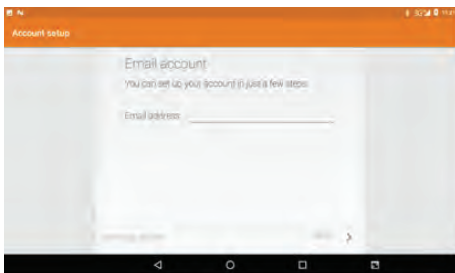 Account setup
Email account
You can set up your account in just a few steps.
Email address